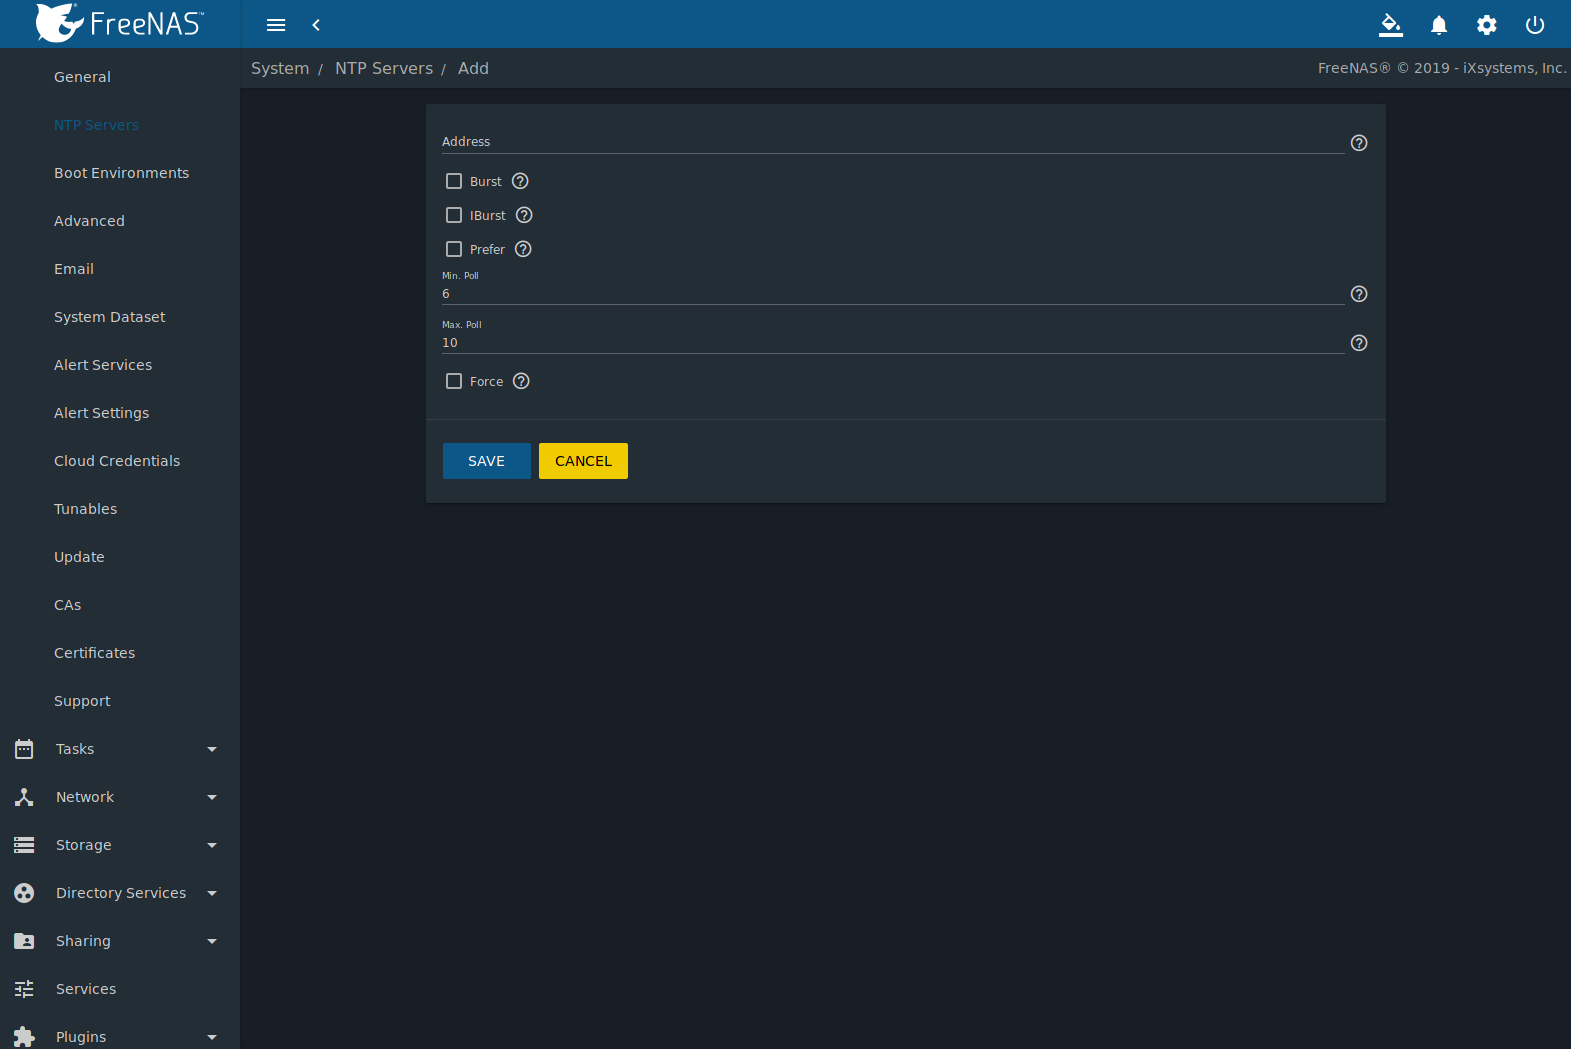 FreeNAS™
System / NTP Servers / Add
FreeNAS® © 2019 - iXsystems, Inc.
General
NTP Servers
Boot Environments
Advanced
Email
System Dataset
Alert Services
Alert Settings
Cloud Credentials
Tunables
Update
CAs
Certificates
Support
Tasks
Network
Storage
Directory Services
Sharing
Services
Plugins
Address
Burst
IBurst
Prefer
Min. Poll
6
Max. Poll
10
Force
SAVE CANCEL